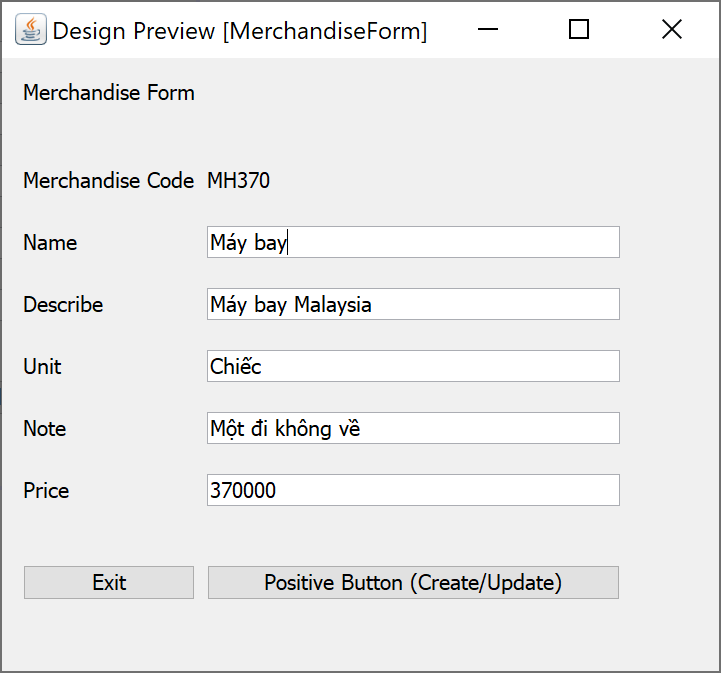 Design Preview [MerchandiseForm]
Merchandise Form
Merchandise Code MH370
Name Máy bay
Describe Máy bay Malaysia
Unit Chiếc
Note Một đi không về
Price 370000
Exit Positive Button (Create/Update)